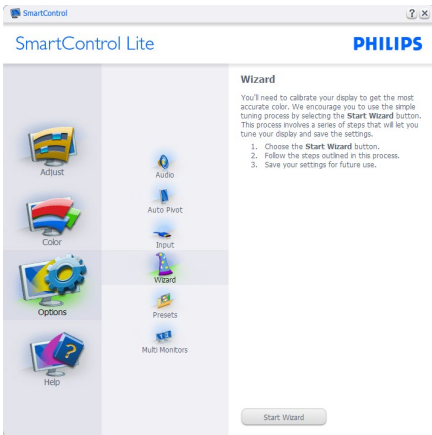 SmartControl
SmartControl Lite
PHILIPS
Adjust
Color
Options
Help
Audio
Auto Pivot
Input
Wizard
Presets
Multi Monitors
Wizard
You'll need to calibrate your display to get the most
accurate color. We encourage you to use the simple
tuning process by selecting the Start Wizard button.
This process involves a series of steps that will let you
tune your display and save the settings.
1. Choose the Start Wizard button.
2. Follow the steps outlined in this process.
3. Save your settings for future use.
Start Wizard